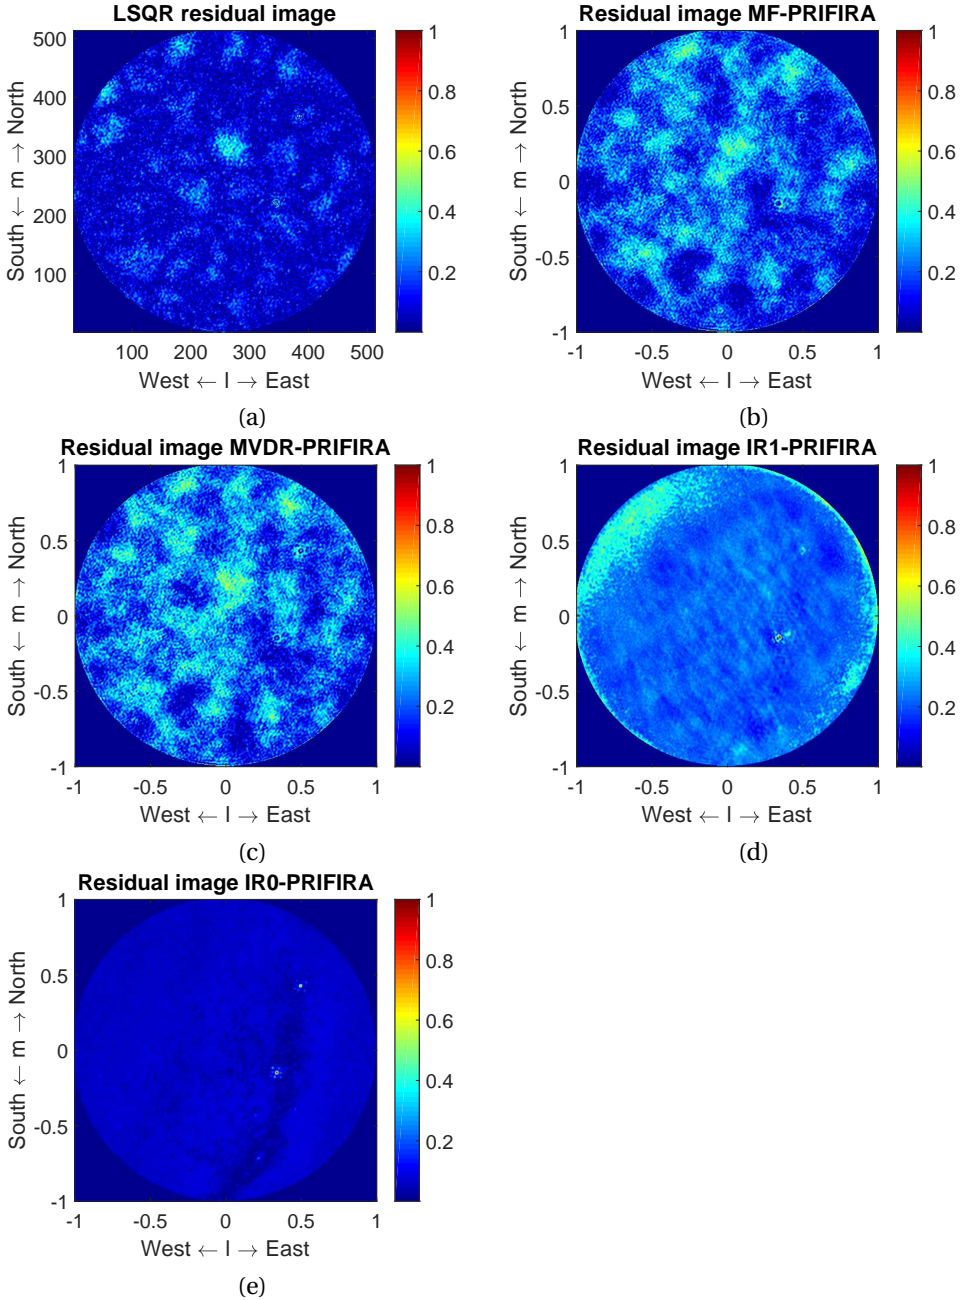 LSQR residual image
500
400
300
200
100
100 200 300 400 500
South ← m → North
West ← l → East
1
0.8
0.6
0.4
0.2
(a)
Residual image MF-PRIFIRA
1
0.5
0
-0.5
-1
-1 -0.5 0 0.5 1
South ← m → North
West ← l → East
1
0.8
0.6
0.4
0.2
(b)
Residual image MVDR-PRIFIRA
1
0.5
0
-0.5
-1
-1 -0.5 0 0.5 1
South ← m → North
West ← l → East
1
0.8
0.6
0.4
0.2
(c)
Residual image IR1-PRIFIRA
1
0.5
0
-0.5
-1
-1 -0.5 0 0.5 1
South ← m → North
West ← l → East
1
0.8
0.6
0.4
0.2
(d)
Residual image IR0-PRIFIRA
1
0.5
0
-0.5
-1
-1 -0.5 0 0.5 1
South ← m → North
West ← l → East
1
0.8
0.6
0.4
0.2
(e)